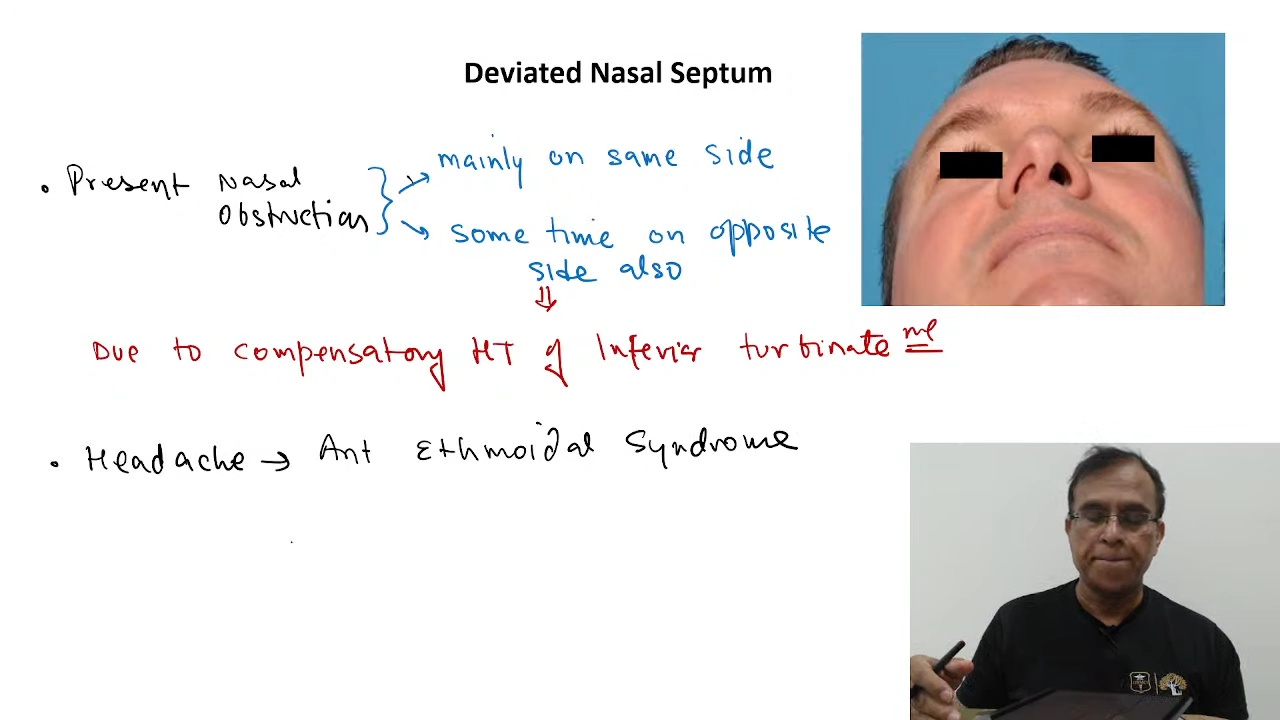 Deviated Nasal Septum
• Present Nasal
Obstruction
mainly on same side
some time on opposite
side also
Due to compensatory HT of Inferior turbinate
• Headache → Ant Ethmoidal Syndrome